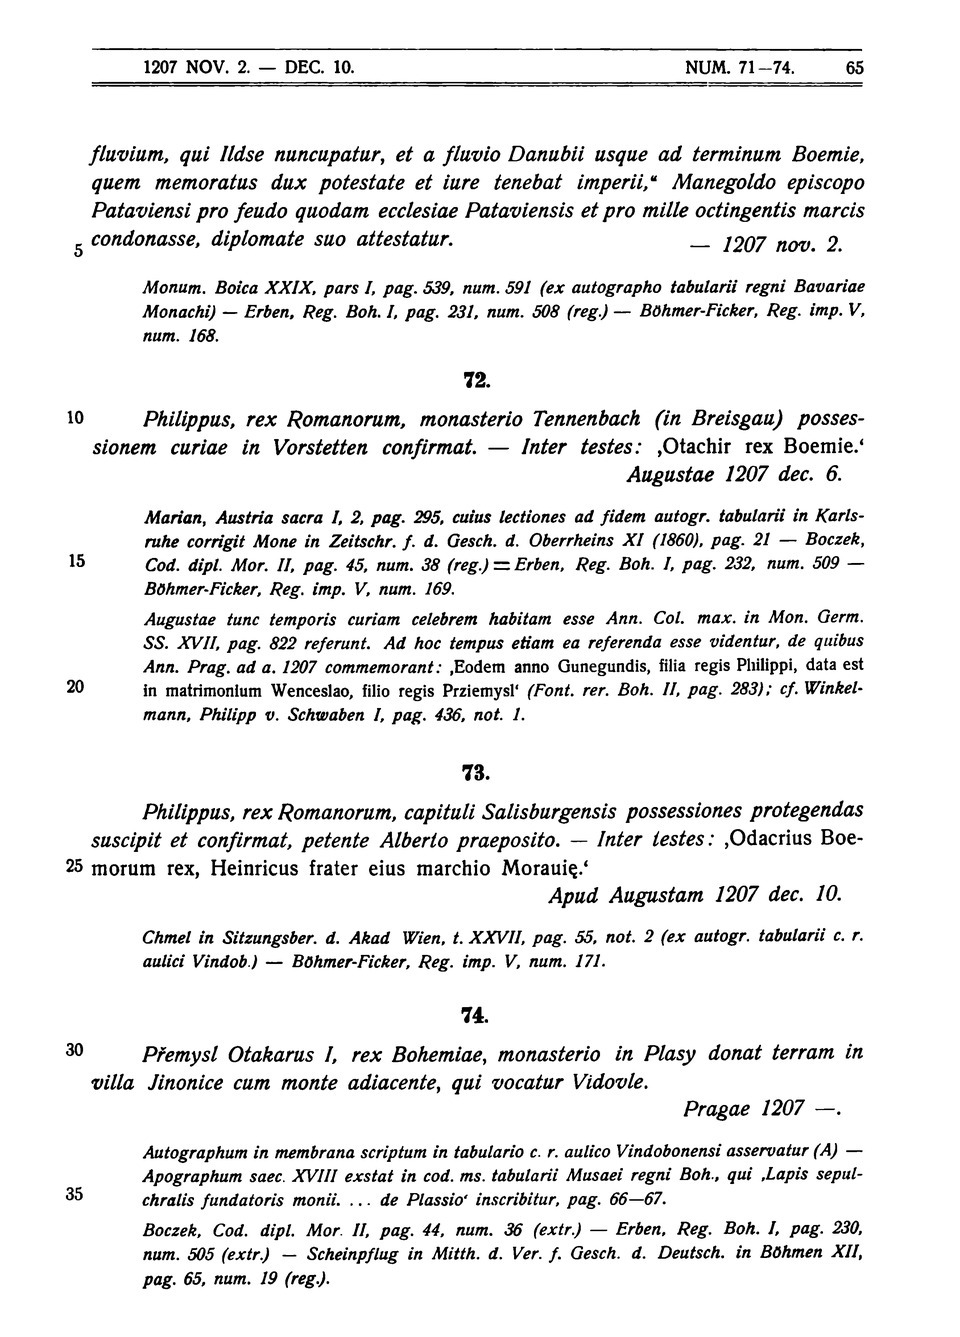 1207 NOV. 2. — DEC. 10. NUM. 71—74. 65
fluvium, qui Ildse nuncupatur, et a fluvio Danubii usque ad terminum Boemie,
quem memoratus dux potestate et iure tenebat imperii,“ Manegoldo episcopo
Pataviensi pro feudo quodam ecclesiae Pataviensis et pro mille octingentis marcis
5 condonasse, diplomate suo attestatur. — 1207 nov. 2.
Monum. Boica XXIX, pars I, pag. 539, num. 591 (ex autographo tabularii regni Bavariae
Monachi) — Erben, Reg. Boh. I, pag. 231, num. 508 (reg.) — Böhmer-Ficker, Reg. imp. V,
num. 168.
72.
10 Philippus, rex Romanorum, monasterio Tennenbach (in Breisgau) posses-
sionem curiae in Vorstetten confirmat. — Inter testes: ‚Otachir rex Boemie.‘
Augustae 1207 dec. 6.
Marian, Austria sacra I, 2, pag. 295, cuius lectiones ad fidem autogr. tabularii in Karls-
ruhe corrigit Mone in Zeitschr. f. d. Gesch. d. Oberrheins XI (1860), pag. 21 — Boczek,
15 Cod. dipl. Mor. II, pag. 45, num. 38 (reg.) = Erben, Reg. Boh. I, pag. 232, num. 509 —
Böhmer-Ficker, Reg. imp. V, num. 169.
Augustae tunc temporis curiam celebrem habitam esse Ann. Col. max. in Mon. Germ.
SS. XVII, pag. 822 referunt. Ad hoc tempus etiam ea referenda esse videntur, de quibus
Ann. Prag. ad a. 1207 commemorant: ‚Eodem anno Gunegundis, filia regis Philippi, data est
20 in matrimonium Wenceslao, filio regis Prziemysl‘ (Font. rer. Boh. II, pag. 283); cf. Winkel-
mann, Philipp v. Schwaben I, pag. 436, not. 1.
73.
Philippus, rex Romanorum, capituli Salisburgensis possessiones protegendas
suscipit et confirmat, petente Alberto praeposito. — Inter testes: ‚Odacrius Boe-
25 morum rex, Heinricus frater eius marchio Morauię.‘
Apud Augustam 1207 dec. 10.
Chmel in Sitzungsber. d. Akad Wien, t. XXVII, pag. 55, not. 2 (ex autogr. tabularii c. r.
aulici Vindob.) — Böhmer-Ficker, Reg. imp. V, num. 171.
74.
30 Přemysl Otakarus I, rex Bohemiae, monasterio in Plasy donat terram in
villa Jinonice cum monte adiacente, qui vocatur Vidovle.
Pragae 1207 —.
Autographum in membrana scriptum in tabulario c. r. aulico Vindobonensi asservatur (A) —
Apographum saec. XVIII exstat in cod. ms. tabularii Musaei regni Boh., qui ‚Lapis sepul-
35 chralis fundatoris monii. ... de Plassio‘ inscribitur, pag. 66—67.
Boczek, Cod. dipl. Mor. II, pag. 44, num. 36 (extr.) — Erben, Reg. Boh. I, pag. 230,
num. 505 (extr.) — Scheinpflug in Mitth. d. Ver. f. Gesch. d. Deutsch. in Böhmen XII,
pag. 65, num. 19 (reg.).